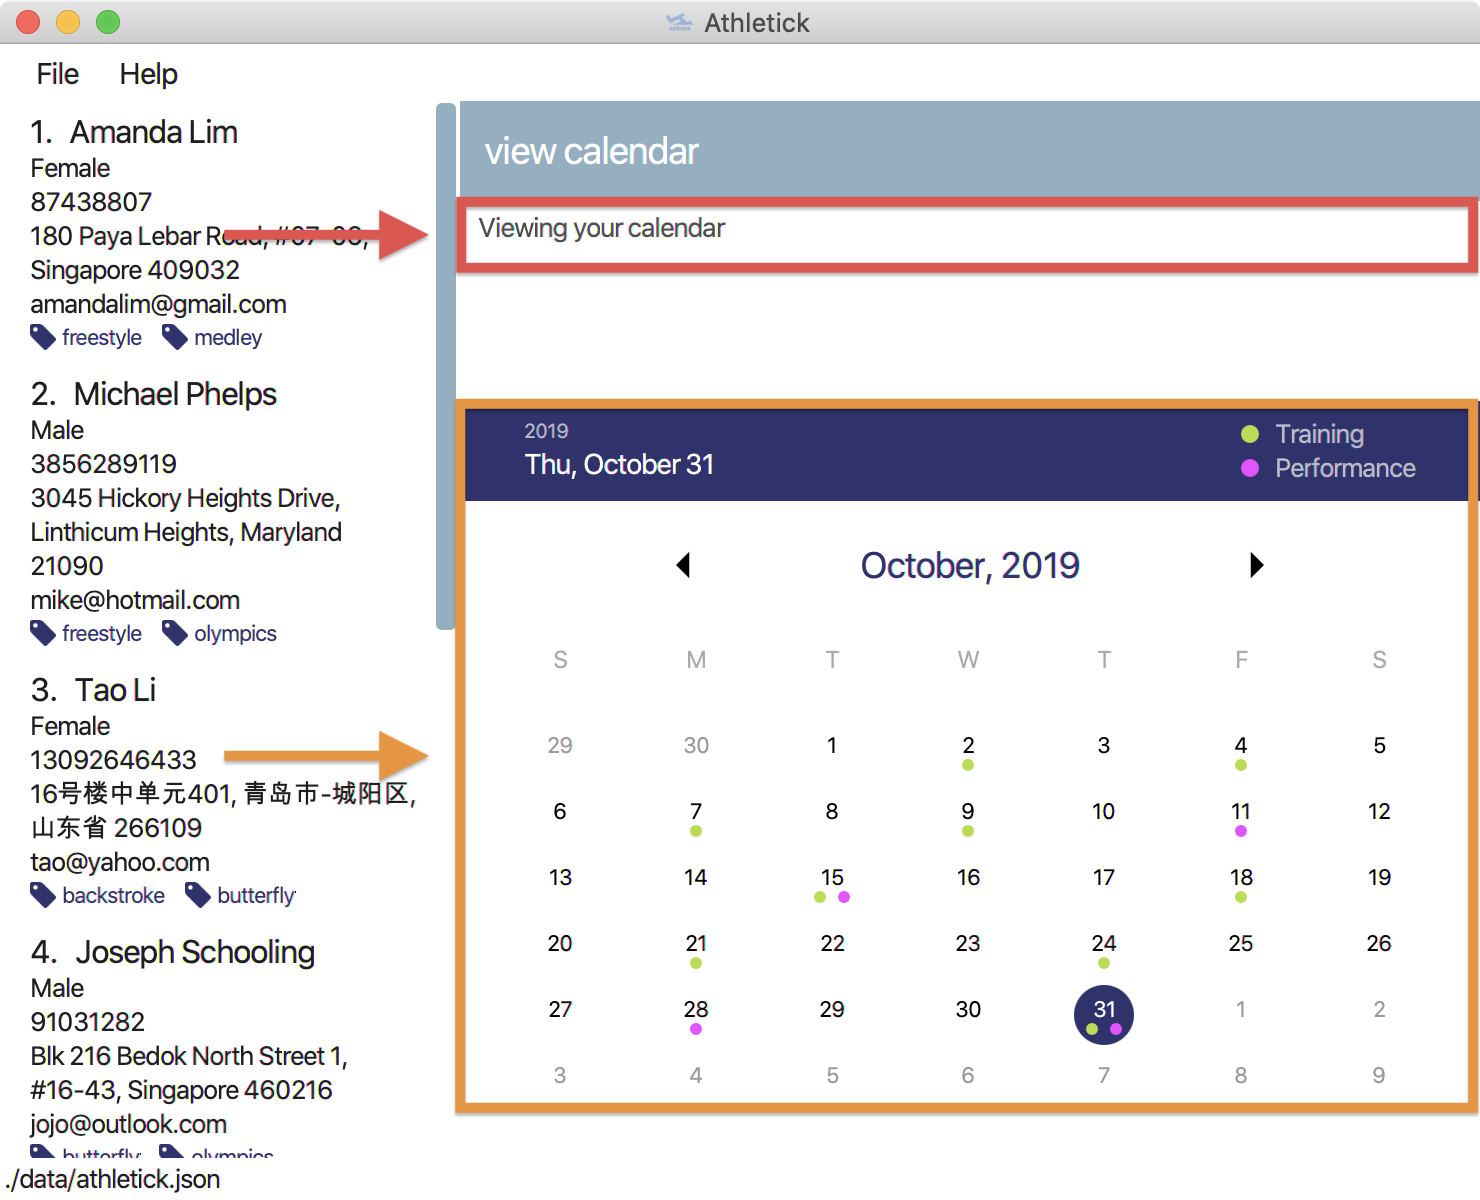 Athletick
File Help
1. Amanda Lim
Female
87438807
180 Paya Lebar Road, #07-06,
Singapore 409032
amandalim@gmail.com
freestyle medley
2. Michael Phelps
Male
3856289119
3045 Hickory Heights Drive,
Linthicum Heights, Maryland
21090
mike@hotmail.com
freestyle olympics
3. Tao Li
Female
13092646433
16号楼中单元401, 青岛市-城阳区,
山东省 266109
tao@yahoo.com
backstroke butterfly
4. Joseph Schooling
Male
91031282
Blk 216 Bedok North Street 1,
#16-43, Singapore 460216
jojo@outlook.com
butterfly olympics
./data/athletick.json
view calendar
Viewing your calendar
2019
Thu, October 31
Training
Performance
October, 2019
S M T W T F S
29 30 1 2 3 4 5
6 7 8 9 10 11 12
13 14 15 16 17 18 19
20 21 22 23 24 25 26
27 28 29 30 31 1 2
3 4 5 6 7 8 9